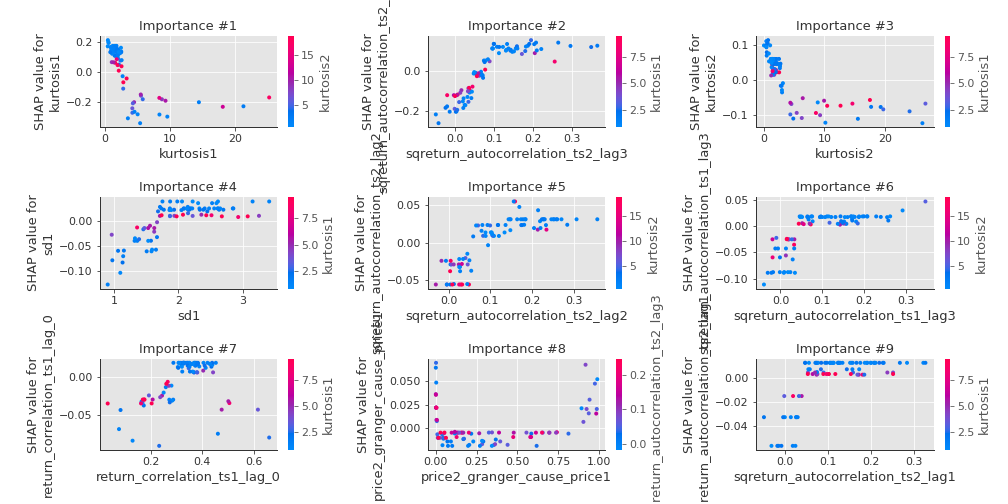 Importance #1
SHAP value for
kurtosis1
0.2
0.0
−0.2
0
10
20
kurtosis1
15
10
5
kurtosis2
Importance #2
SHAP value for
sqreturn_autocorrelation_ts2_lag3
0.0
−0.2
0.0
0.1
0.2
0.3
sqreturn_autocorrelation_ts2_lag3
7.5
5.0
2.5
kurtosis1
Importance #3
SHAP value for
kurtosis2
0.1
0.0
−0.1
0
10
20
kurtosis2
7.5
5.0
2.5
kurtosis1
Importance #4
SHAP value for
sd1
0.00
−0.05
−0.10
1
2
3
sd1
7.5
5.0
2.5
kurtosis1
Importance #5
SHAP value for
sqreturn_autocorrelation_ts2_lag2
0.05
0.00
−0.05
0.0
0.1
0.2
0.3
sqreturn_autocorrelation_ts2_lag2
15
10
5
kurtosis2
Importance #6
SHAP value for
sqreturn_autocorrelation_ts1_lag3
0.05
0.00
−0.05
−0.10
0.0
0.1
0.2
0.3
sqreturn_autocorrelation_ts1_lag3
15
10
5
kurtosis2
Importance #7
SHAP value for
return_correlation_ts1_lag_0
0.00
−0.05
0.2
0.4
0.6
return_correlation_ts1_lag_0
7.5
5.0
2.5
kurtosis1
Importance #8
SHAP value for
price2_granger_cause_price1
0.050
0.025
0.000
0.00
0.25
0.50
0.75
1.00
price2_granger_cause_price1
0.2
0.1
0.0
sqreturn_autocorrelation_ts2_lag3
Importance #9
SHAP value for
sqreturn_autocorrelation_ts2_lag1
0.00
−0.02
−0.04
0.0
0.1
0.2
0.3
sqreturn_autocorrelation_ts2_lag1
7.5
5.0
2.5
kurtosis1